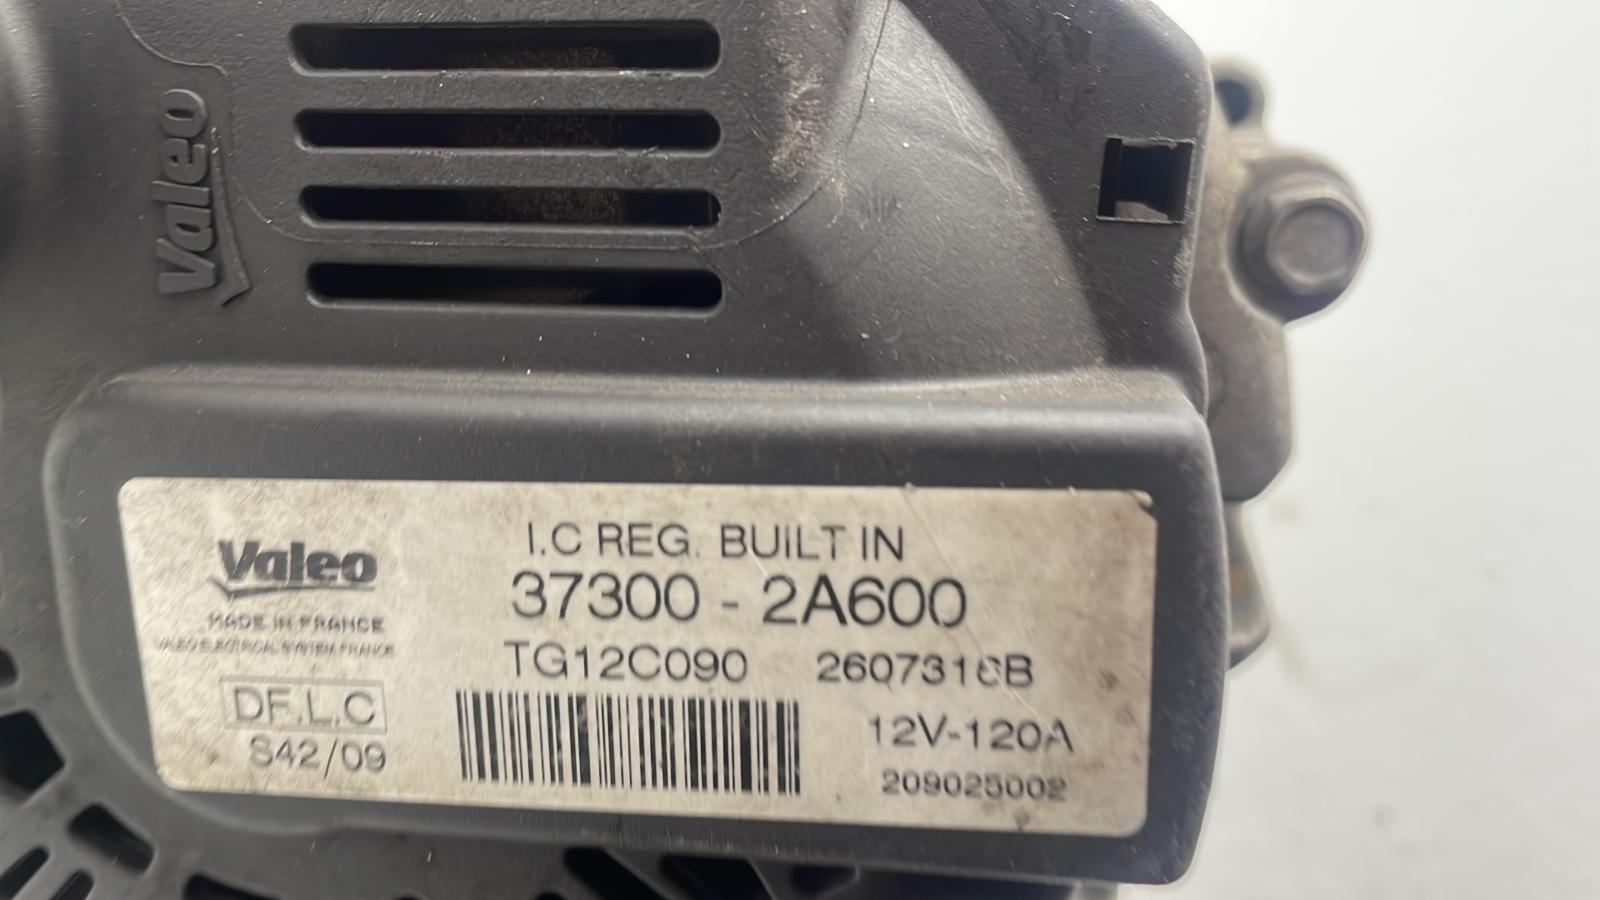 Valeo
Valeo
MADE IN FRANCE
VALEO ELECTRICAL SYSTEM FRANCE
DF.L.C
S42/09
I.C REG. BUILT IN
37300 - 2A600
TG12C090 2607316B
12V-120A
209025002